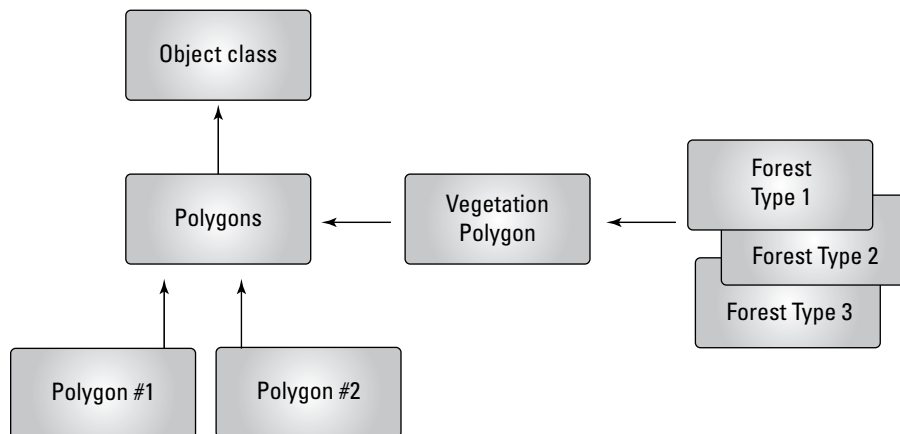 Object class
Polygons
Vegetation
Polygon
Forest
Type 1
Forest Type 2
Forest Type 3
Polygon #1
Polygon #2